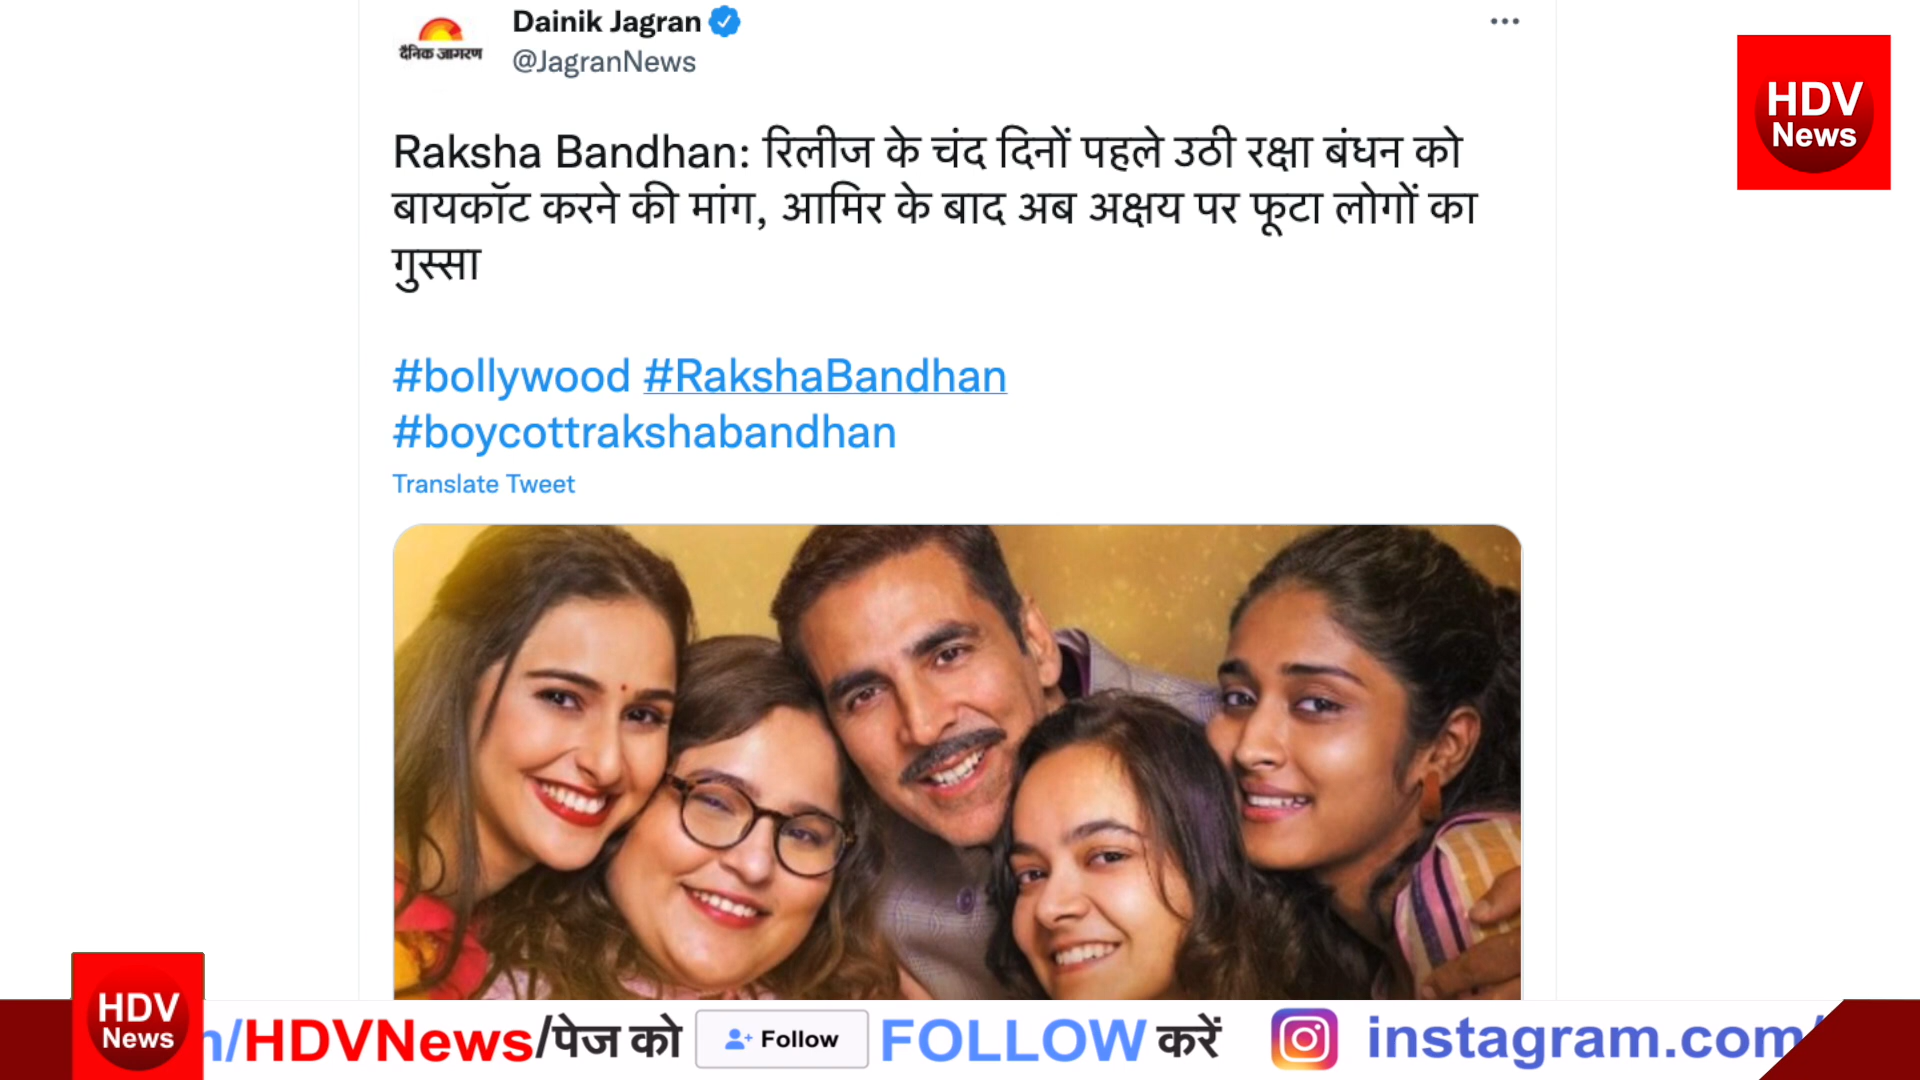 दैनिक जागरण
Dainik Jagran
@JagranNews
HDV
News
Raksha Bandhan: रिलीज के चंद दिनों पहले उठी रक्षा बंधन को
बायकॉट करने की मांग, आमिर के बाद अब अक्षय पर फूटा लोगों का
गुस्सा
#bollywood #RakshaBandhan
#boycottrakshabandhan
Translate Tweet
HDV
News
/HDVNews/पेज को Follow FOLLOW करें instagram.com/